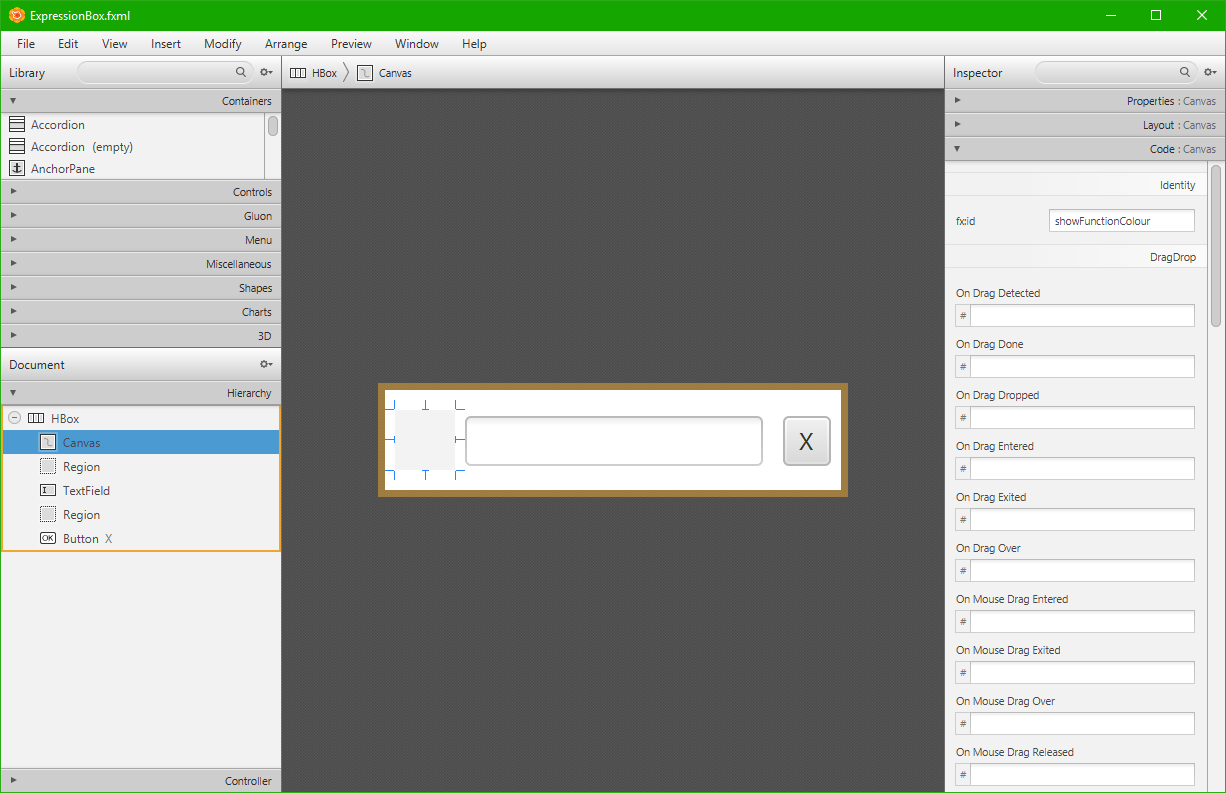 ExpressionBox.fxml
File Edit View Insert Modify Arrange Preview Window Help
Library
Containers
Accordion
Accordion (empty)
AnchorPane
Controls
Gluon
Menu
Miscellaneous
Shapes
Charts
3D
Document
Hierarchy
HBox
Canvas
Region
TextField
Region
OK Button X
Controller
HBox Canvas
X
Inspector
Properties : Canvas
Layout : Canvas
Code : Canvas
Identity
fx:id showFunctionColour
DragDrop
On Drag Detected
#
On Drag Done
#
On Drag Dropped
#
On Drag Entered
#
On Drag Exited
#
On Drag Over
#
On Mouse Drag Entered
#
On Mouse Drag Exited
#
On Mouse Drag Over
#
On Mouse Drag Released
#